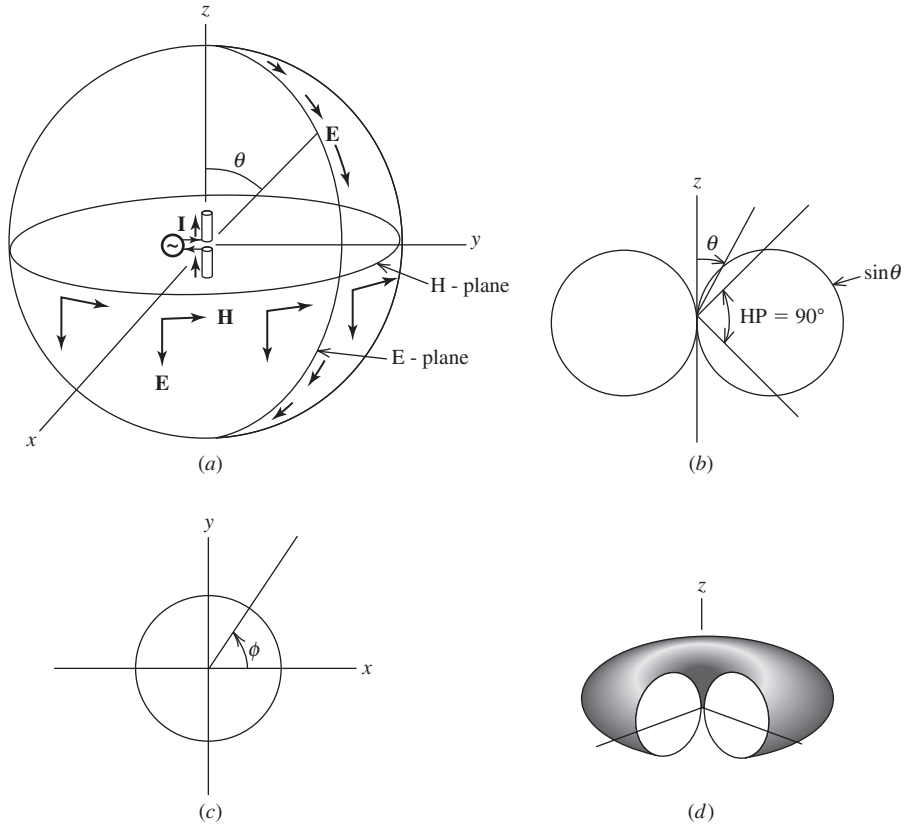 z
E
θ
I
~
y
H - plane
H
E - plane
E
x
(a)
z
θ
sinθ
HP = 90°
(b)
y
ϕ
x
(c)
z
(d)